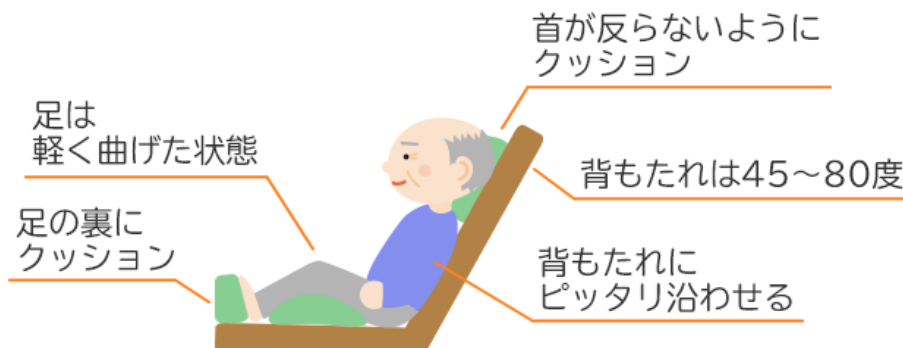 首が反らないように
クッション
足は
軽く曲げた状態
背もたれは45～80度
足の裏に
クッション
背もたれに
ピッタリ沿わせる